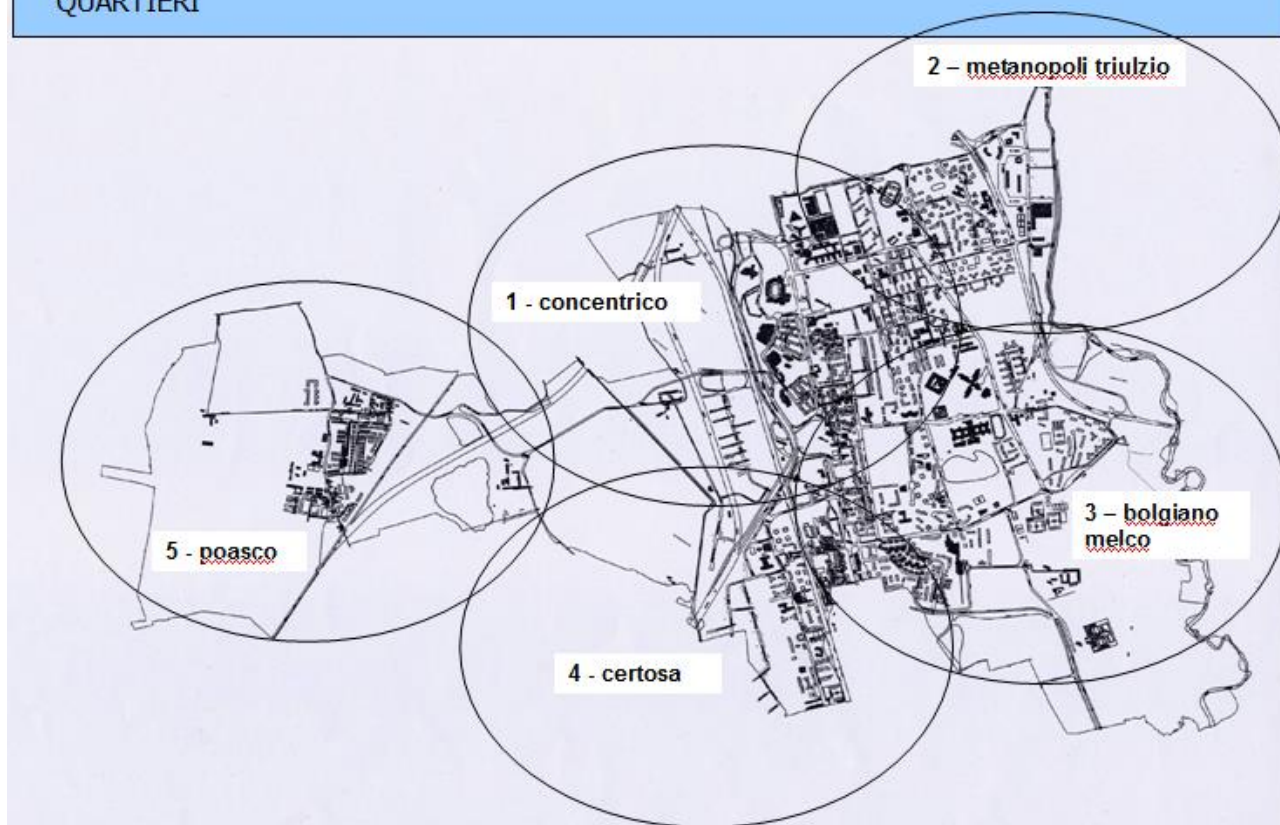 QUARTIERI
2 – metanopoli triulzio
1 - concentrico
3 – bolgiano
melco
5 - poasco
4 - certosa